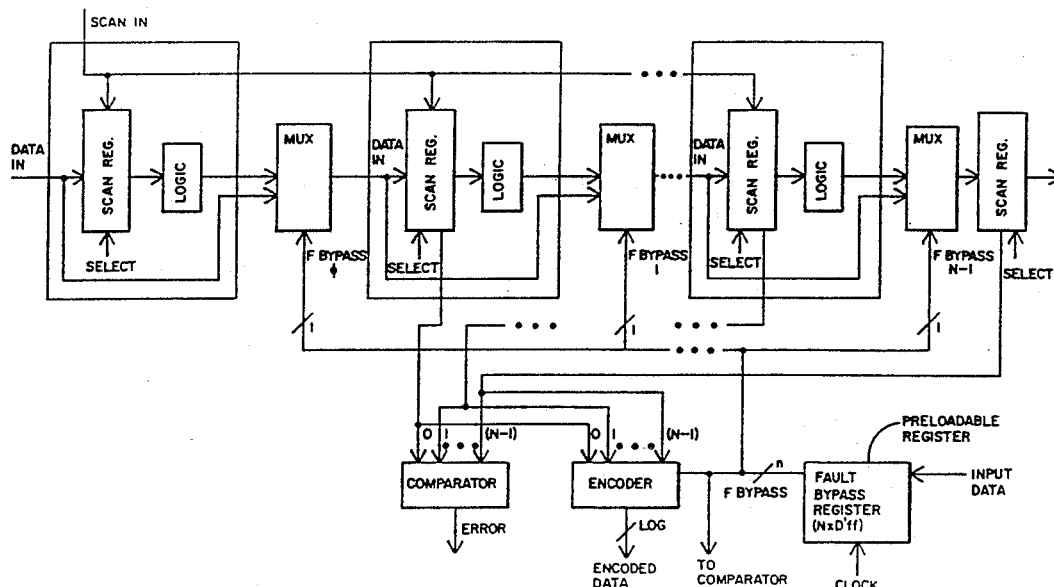 SCAN IN
DATA
IN
SCAN REG.
LOGIC
SELECT
MUX
F BYPASS
ϕ
1
DATA
IN
SCAN REG.
LOGIC
SELECT
MUX
F BYPASS
1
1
DATA
IN
SCAN REG.
LOGIC
SELECT
MUX
F BYPASS
N-1
1
SCAN REG.
SELECT
0 1 (N-1)
COMPARATOR
ERROR
0 1 (N-1)
ENCODER
LOG
ENCODED
DATA
F BYPASS
n
TO
COMPARATOR
PRELOADABLE
REGISTER
FAULT
BYPASS
REGISTER
(NxD'ff)
INPUT
DATA
CLOCK